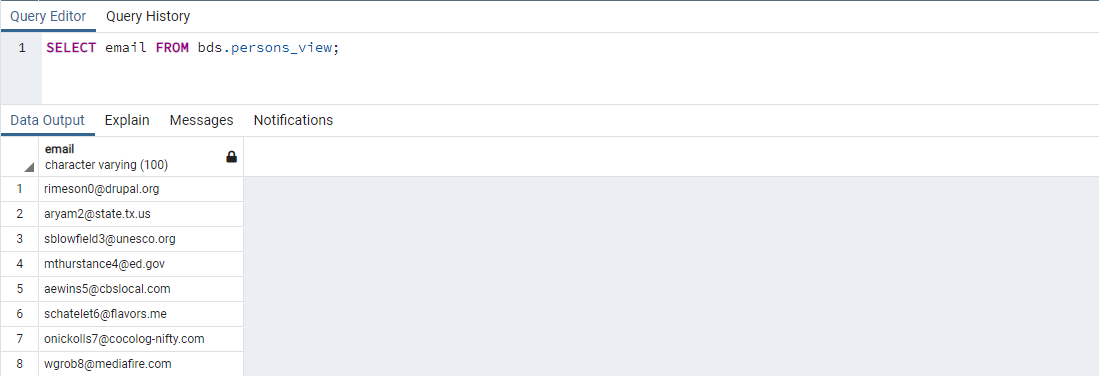 Query Editor Query History
1 SELECT email FROM bds.persons_view;
Data Output Explain Messages Notifications
email
character varying (100)
1 rimeson0@drupal.org
2 aryam2@state.tx.us
3 sblowfield3@unesco.org
4 mthurstance4@ed.gov
5 aewins5@cbslocal.com
6 schatelet6@flavors.me
7 onickolls7@cocolog-nifty.com
8 wgrob8@mediafire.com